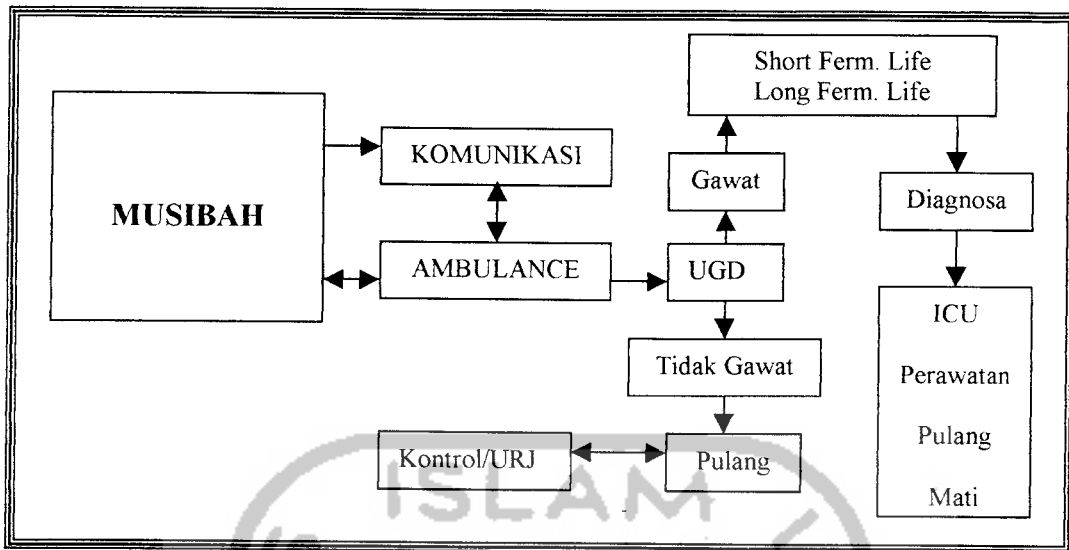 Short Ferm. Life
Long Ferm. Life
KOMUNIKASI
Gawat
Diagnosa
MUSIBAH
AMBULANCE
UGD
ICU
Tidak Gawat
Perawatan
Kontrol/URJ
Pulang
Pulang
Mati
ISLAM